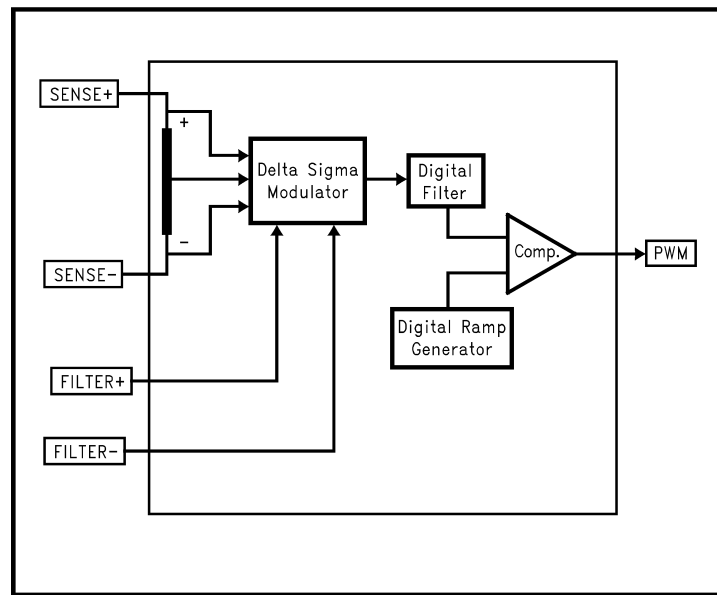 SENSE+
+
Delta Sigma
Modulator
Digital
Filter
-
Comp.
PWM
SENSE-
Digital Ramp
Generator
FILTER+
FILTER-